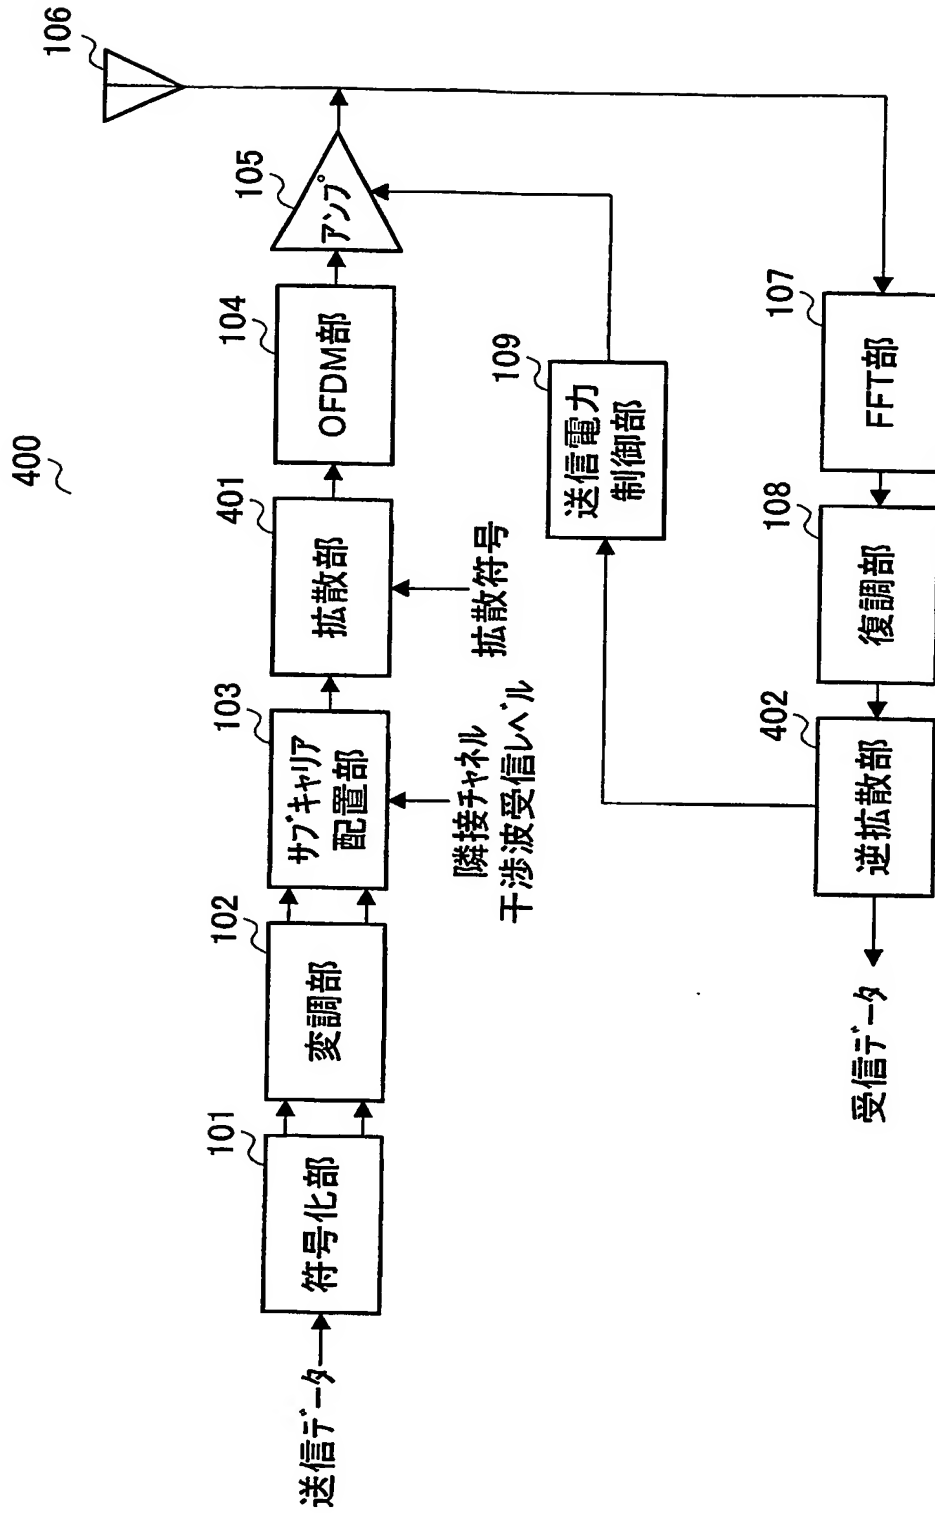 400
106
105
アンプ
104
OFDM部
401
拡散部
拡散符号
103
サブキャリア
配置部
隣接チャネル
干渉波受信レベル
102
変調部
101
符号化部
送信データ
109
送信電力
制御部
107
FFT部
108
復調部
402
逆拡散部
受信データ